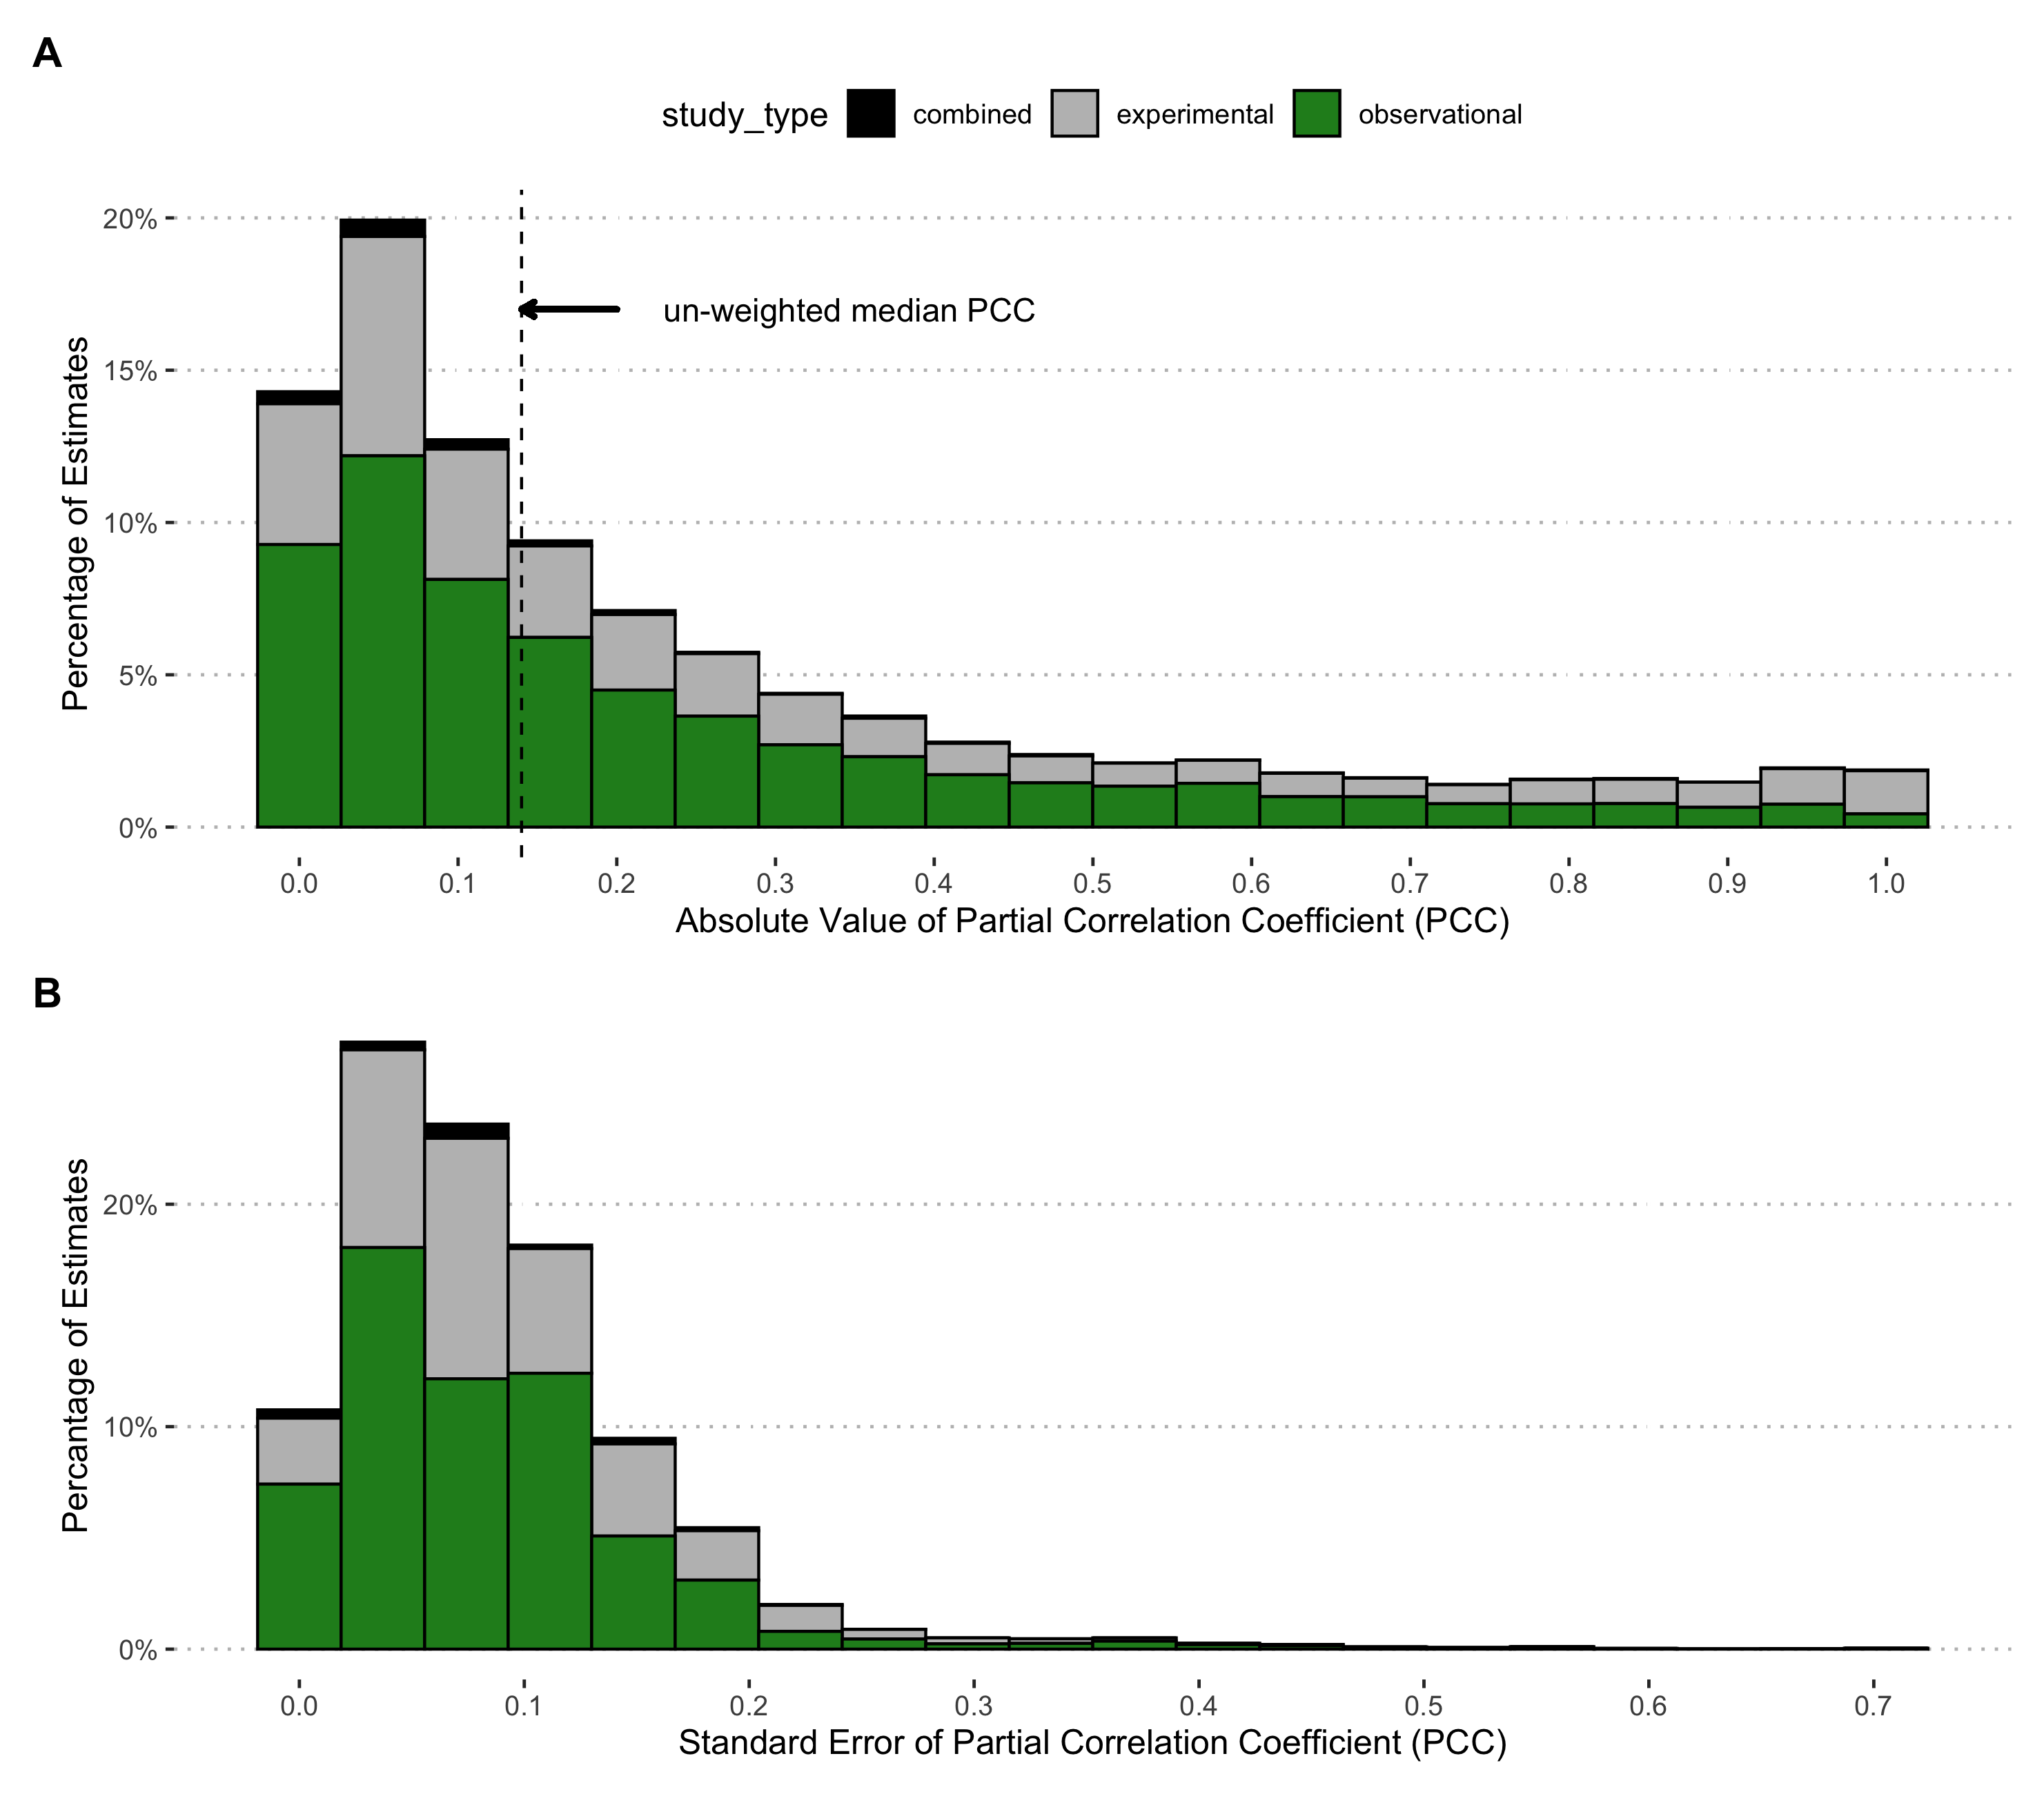 A
study_type combined experimental observational
20%
15%
10%
5%
0%
Percentage of Estimates
un-weighted median PCC
0.0 0.1 0.2 0.3 0.4 0.5 0.6 0.7 0.8 0.9 1.0
Absolute Value of Partial Correlation Coefficient (PCC)
B
20%
10%
0%
Percantage of Estimates
0.0 0.1 0.2 0.3 0.4 0.5 0.6 0.7
Standard Error of Partial Correlation Coefficient (PCC)